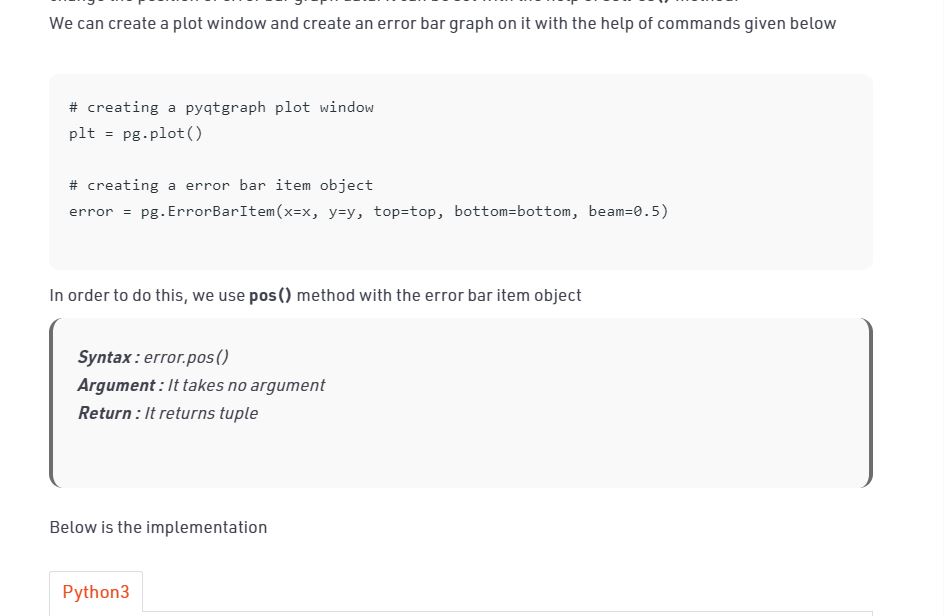 We can create a plot window and create an error bar graph on it with the help of commands given below
# creating a pyqtgraph plot window
plt = pg.plot()
# creating a error bar item object
error = pg.ErrorBarItem(x=x, y=y, top=top, bottom=bottom, beam=0.5)
In order to do this, we use pos() method with the error bar item object
Syntax : error.pos()
Argument : It takes no argument
Return : It returns tuple
Below is the implementation
Python3